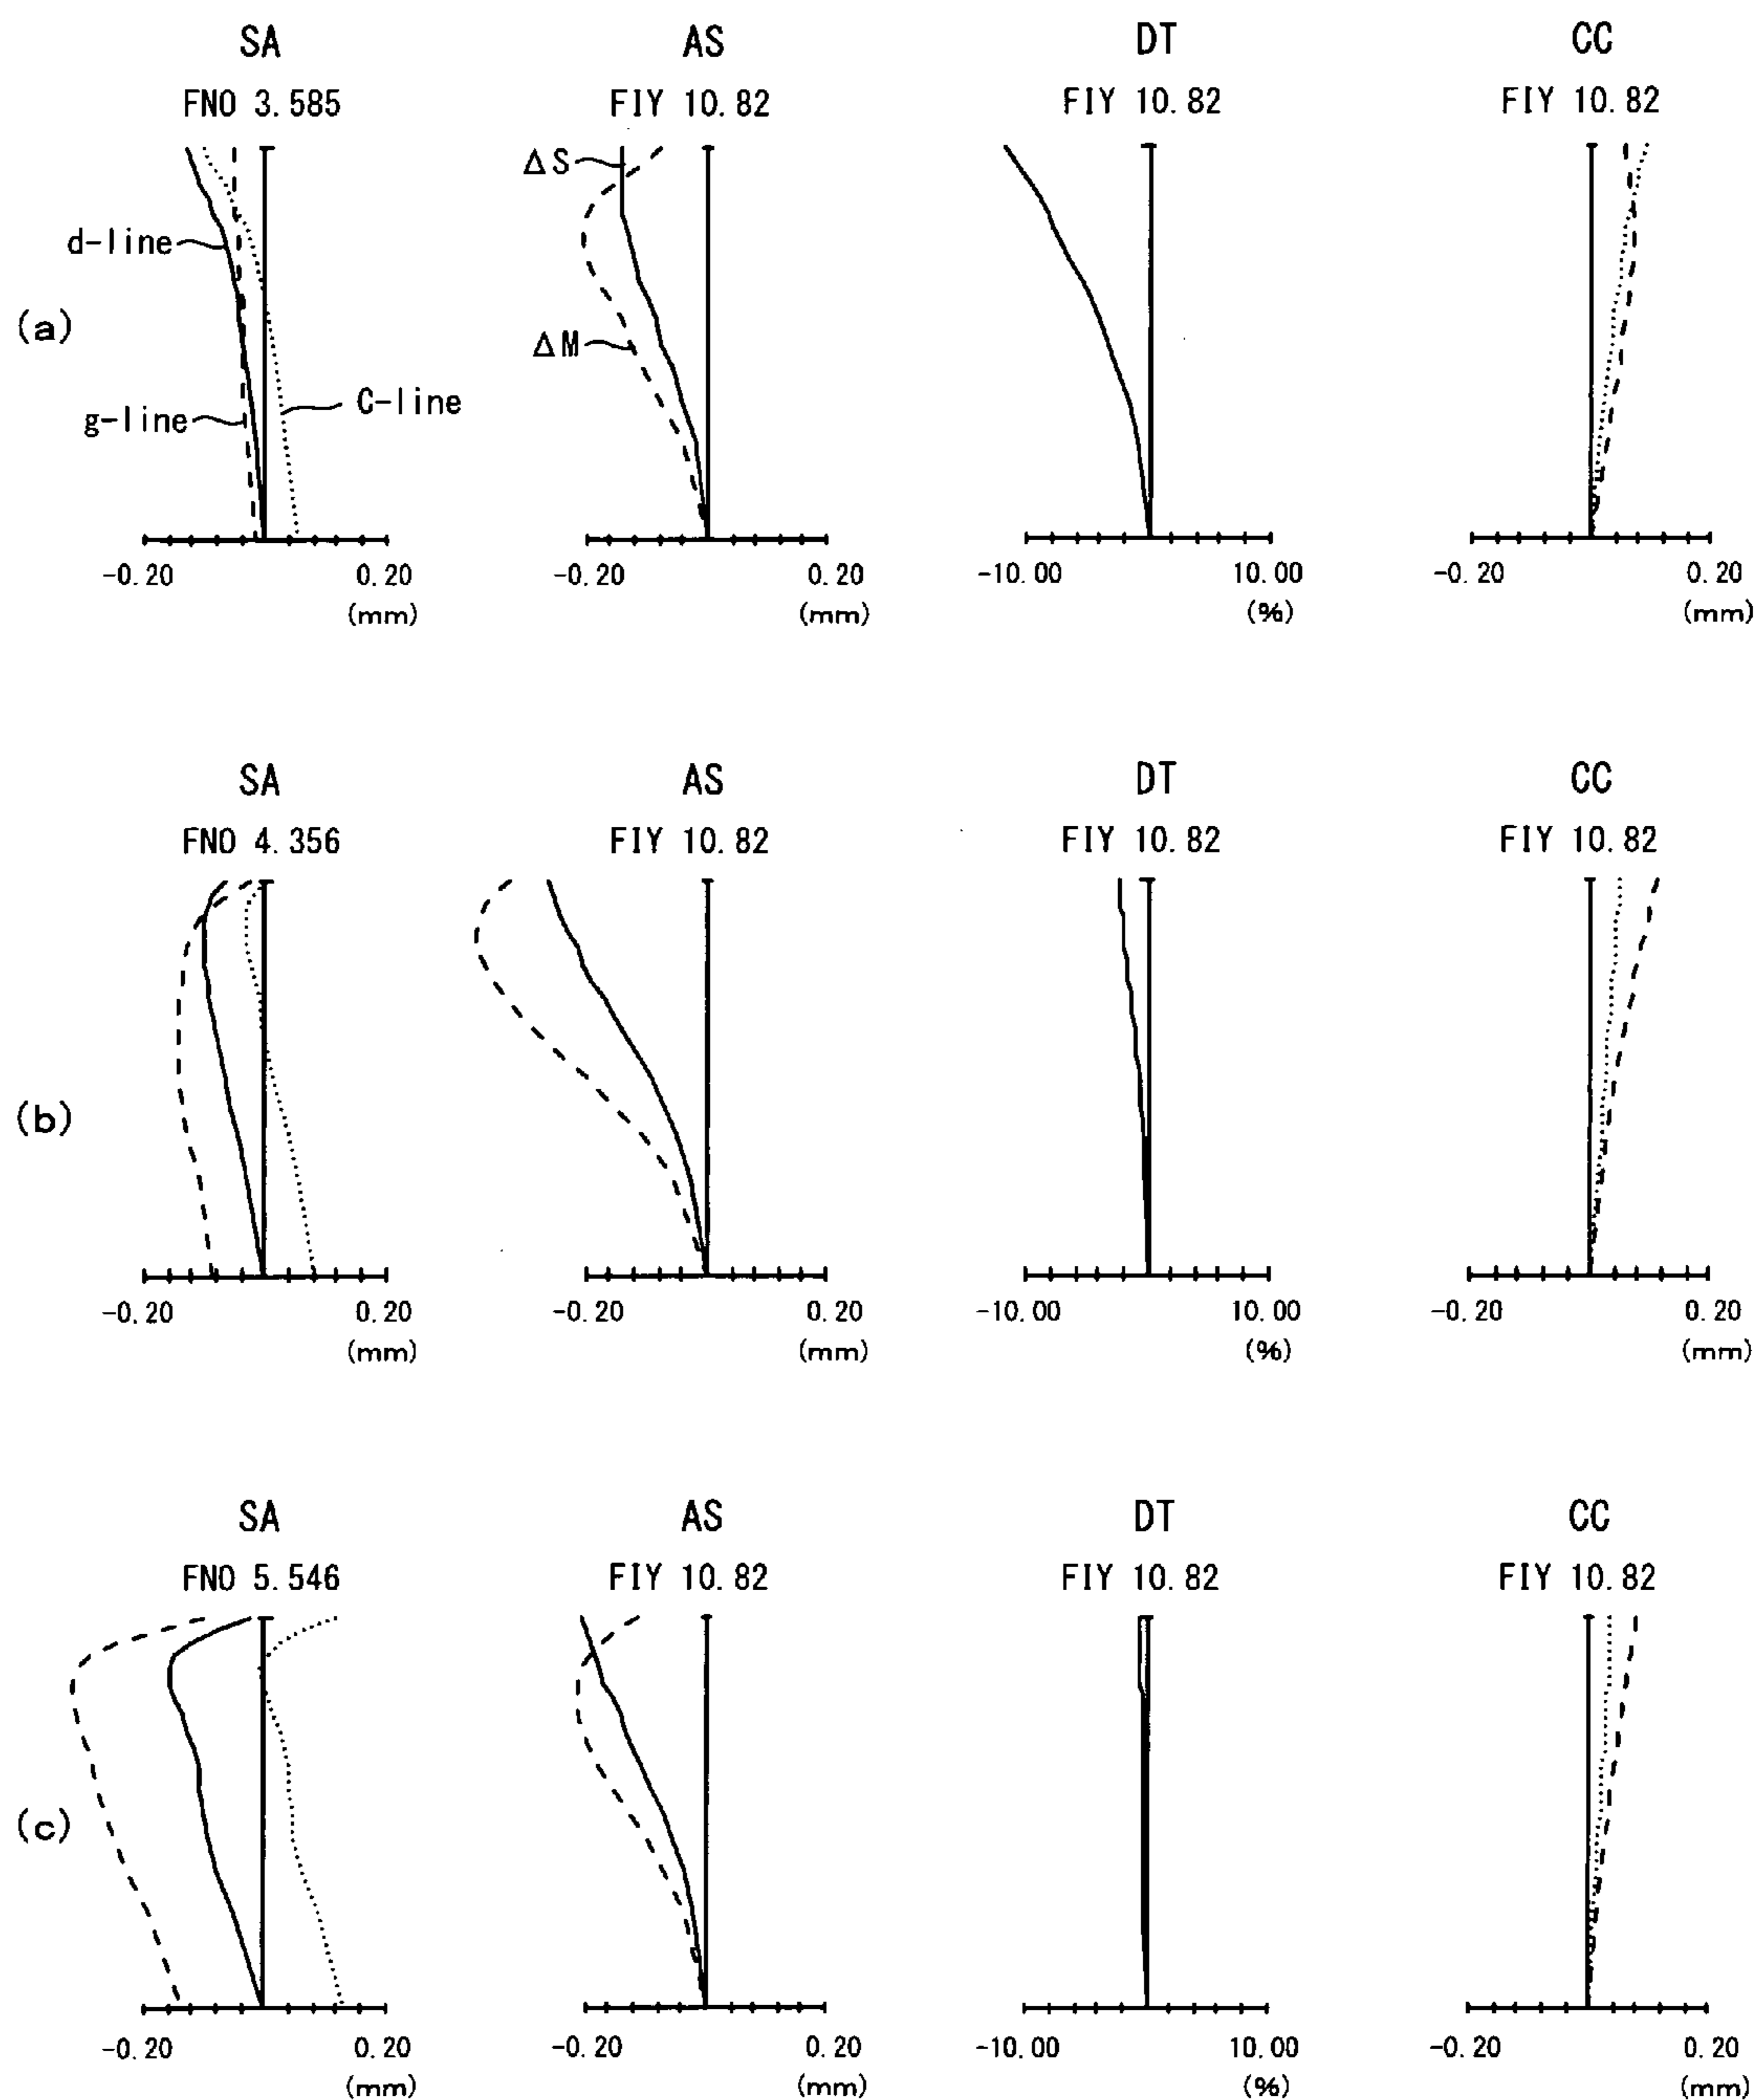 SA AS DT CC
FNO 3.585 FIY 10.82 FIY 10.82 FIY 10.82
ΔS
d-line
(a)
ΔM
g-line C-line
-0.20 0.20 -0.20 0.20 -10.00 10.00 -0.20 0.20
(mm) (mm) (%) (mm)
SA AS DT CC
FNO 4.356 FIY 10.82 FIY 10.82 FIY 10.82
(b)
-0.20 0.20 -0.20 0.20 -10.00 10.00 -0.20 0.20
(mm) (mm) (%) (mm)
SA AS DT CC
FNO 5.546 FIY 10.82 FIY 10.82 FIY 10.82
(c)
-0.20 0.20 -0.20 0.20 -10.00 10.00 -0.20 0.20
(mm) (mm) (%) (mm)